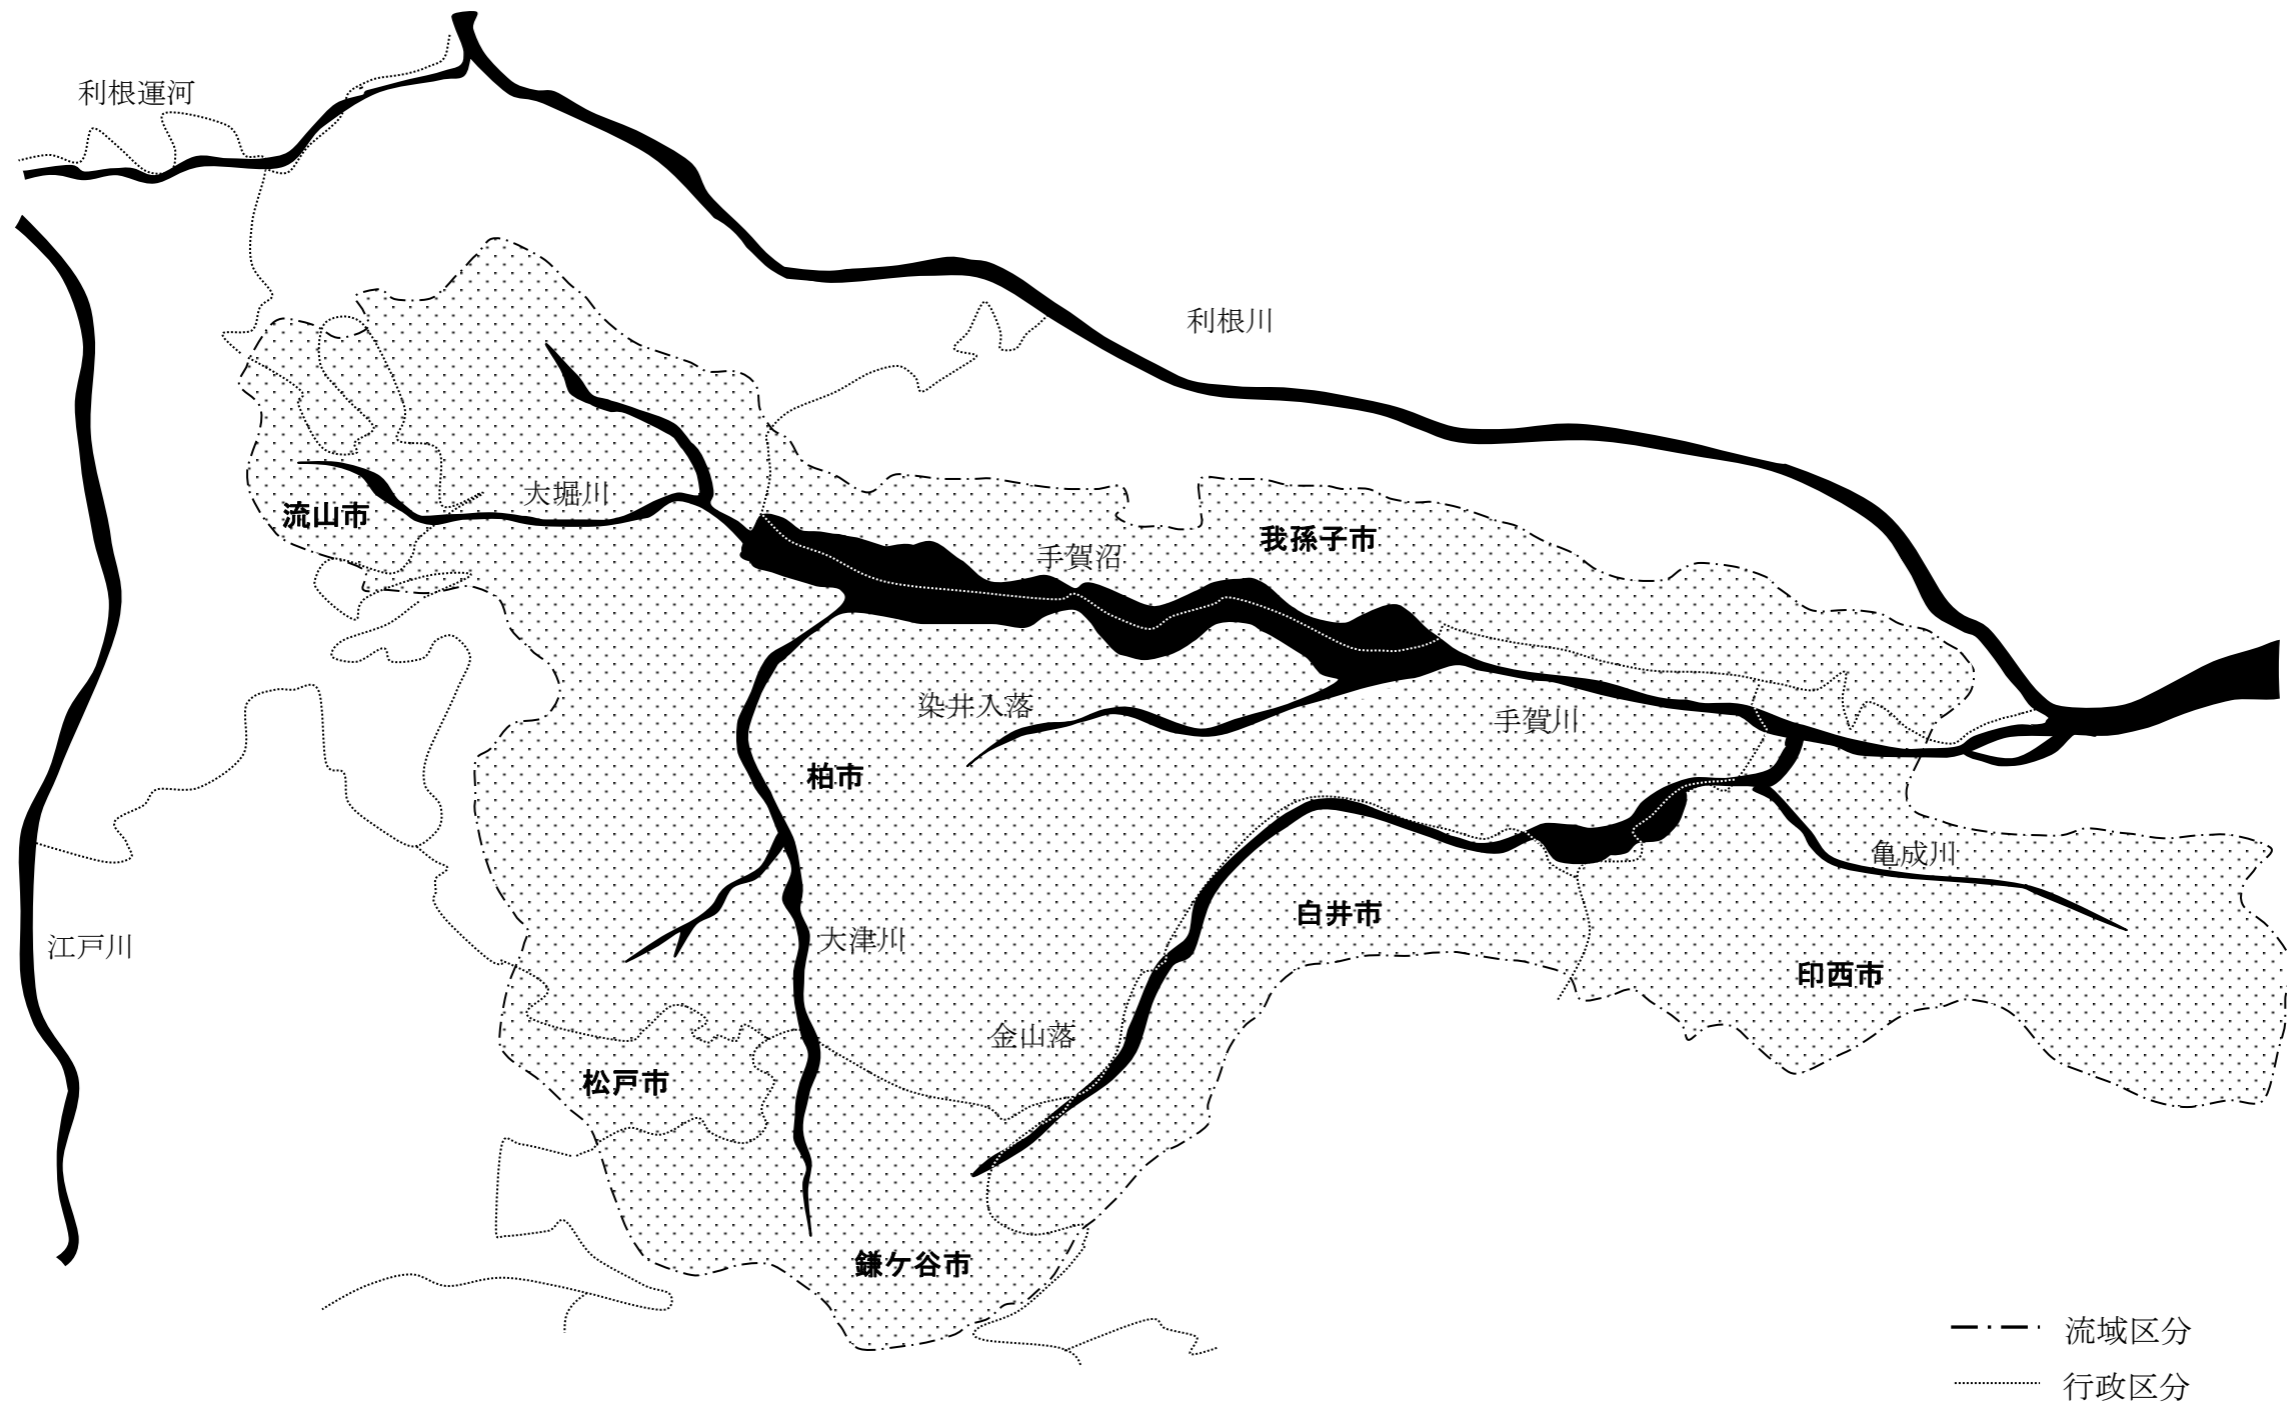 利根運河
利根川
大堀川
流山市
我孫子市
手賀沼
染井入落
手賀川
柏市
亀成川
白井市
江戸川
大津川
印西市
金山落
松戸市
鎌ケ谷市
流域区分
行政区分